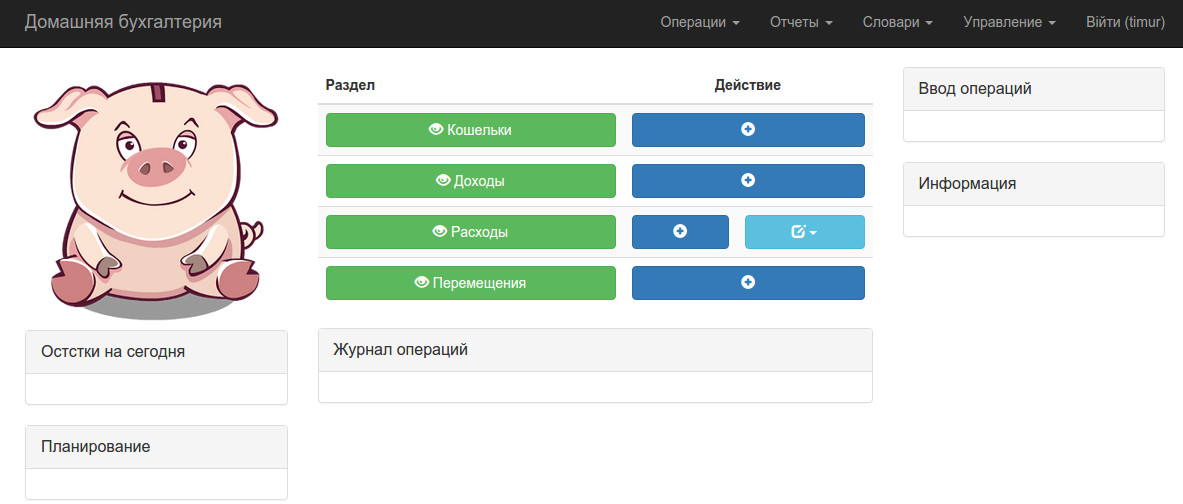 Домашняя бухгалтерия
Операции
Отчеты
Словари
Управление
Війти (timur)
Раздел
Действие
Кошельки
Доходы
Расходы
Перемещения
Журнал операций
Остстки на сегодня
Планирование
Ввод операций
Информация